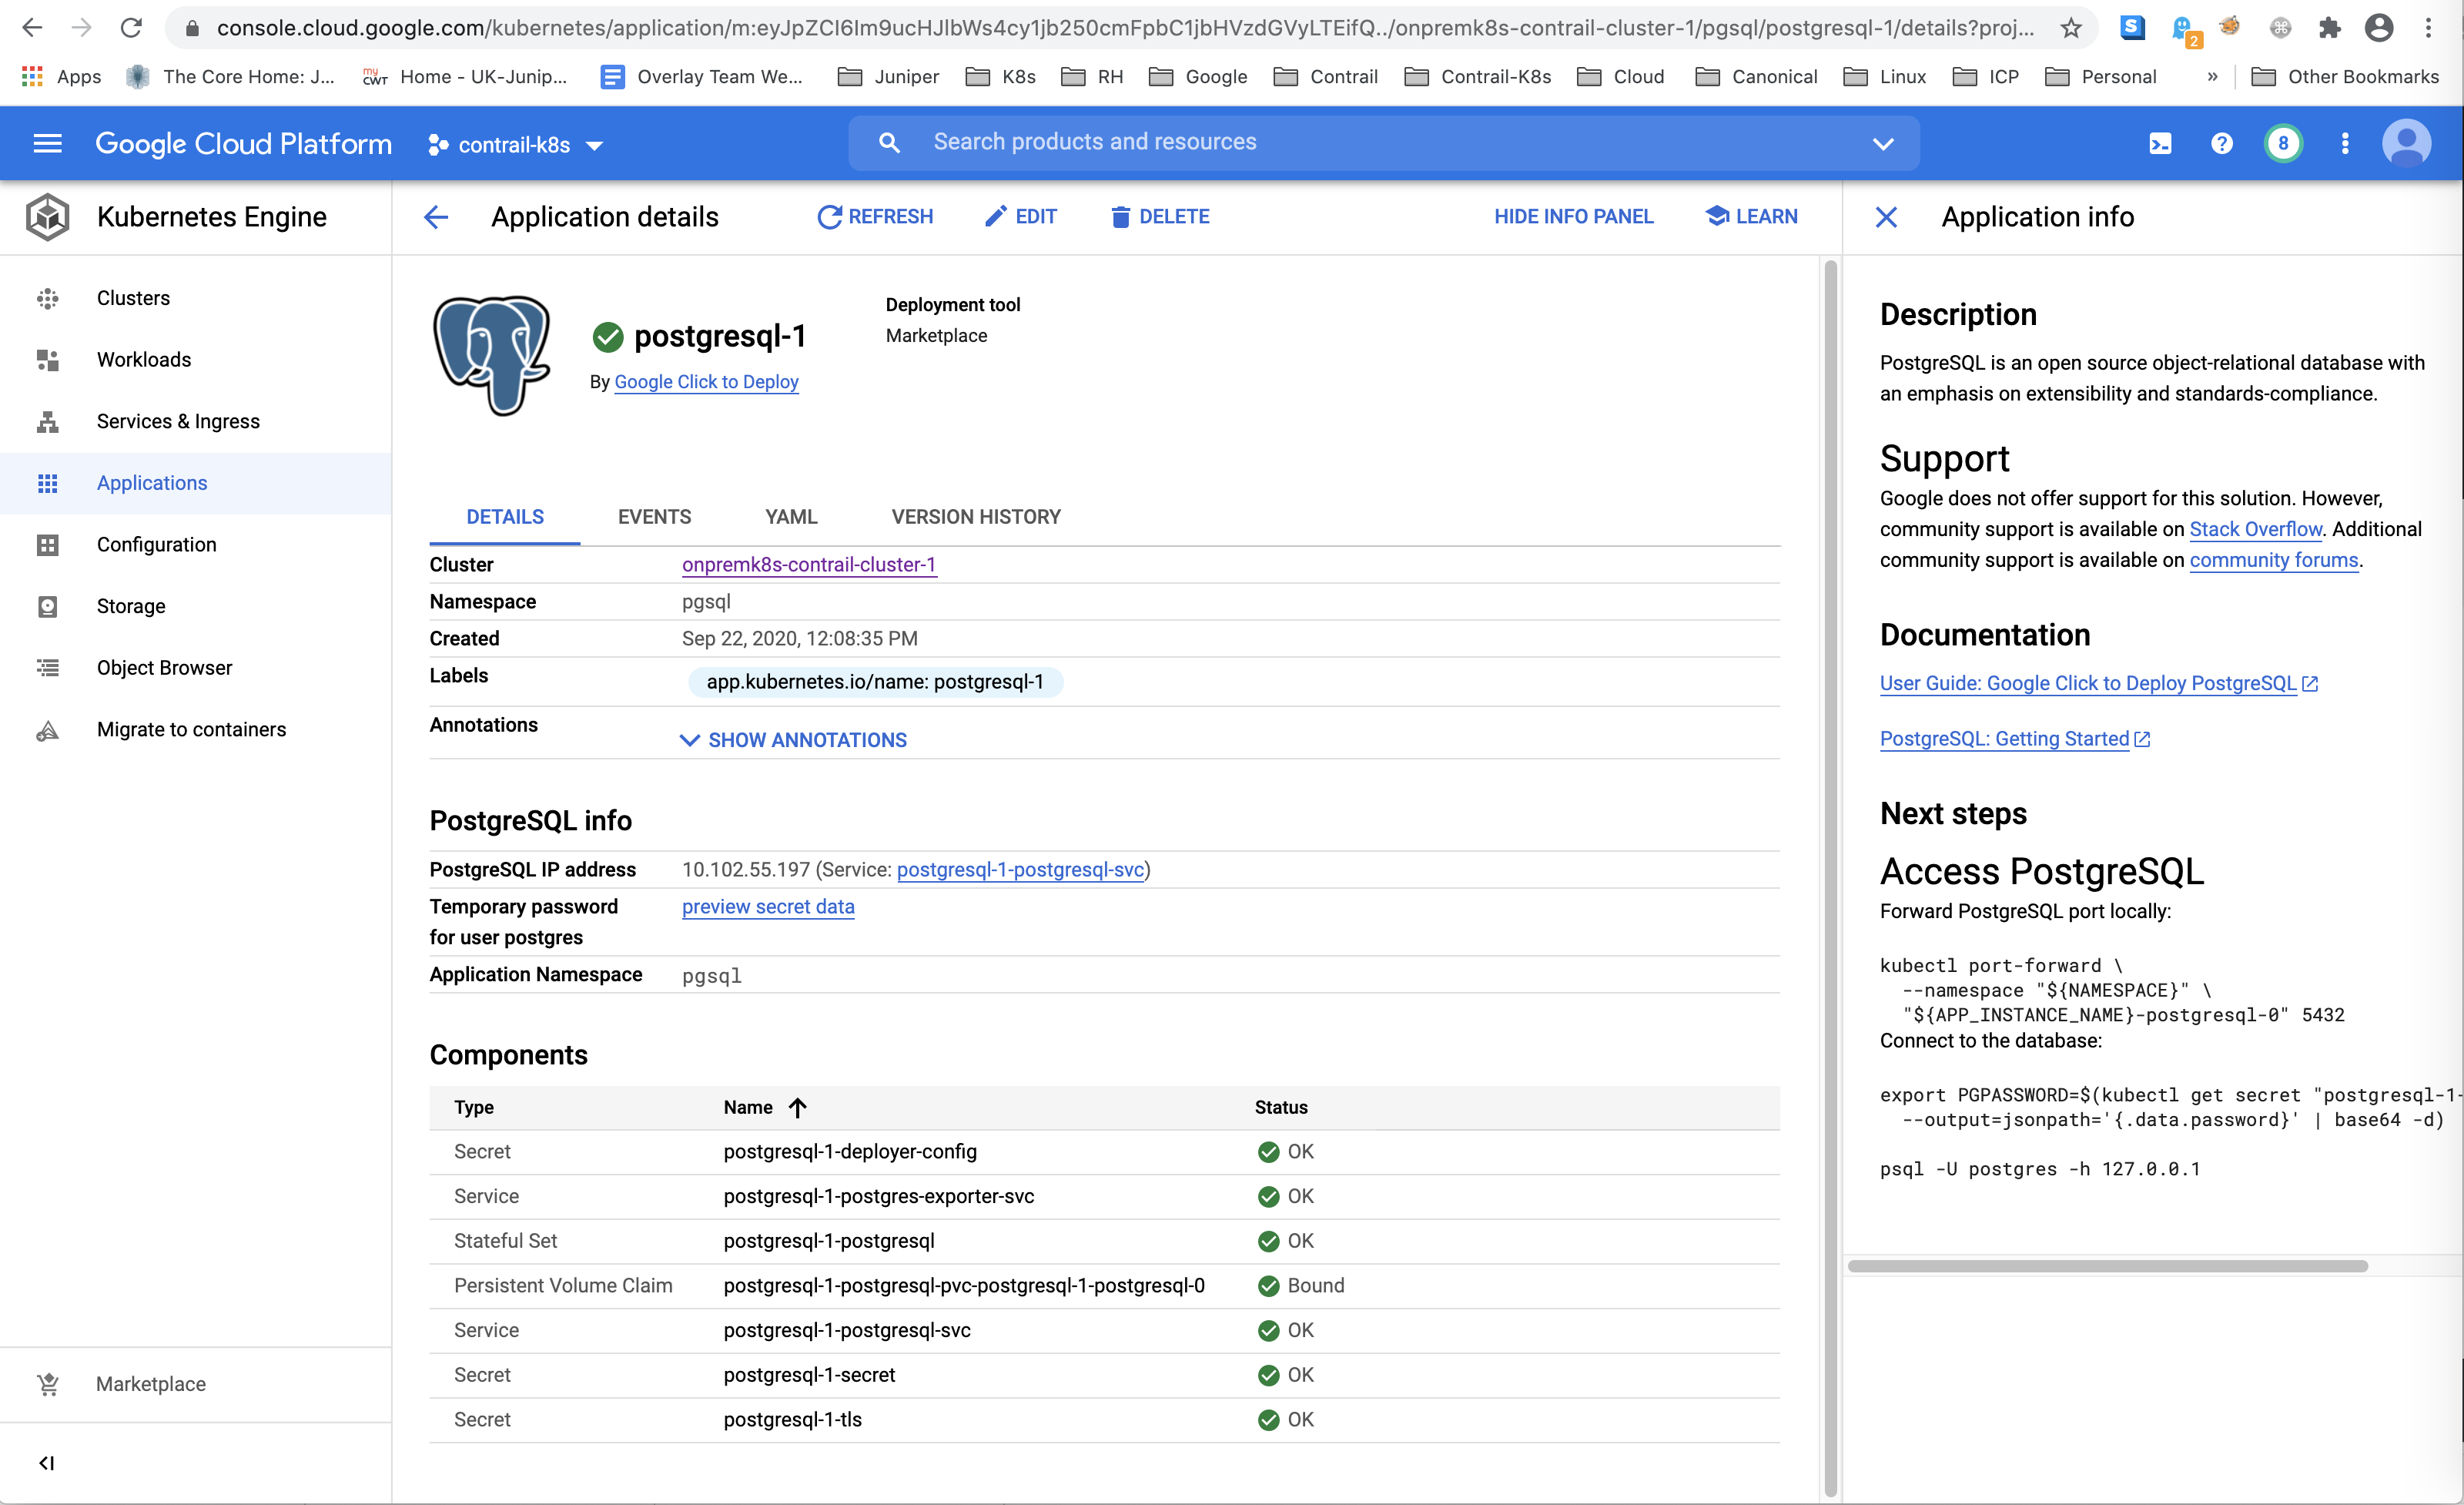 console.cloud.google.com/kubernetes/application/m:eyJpZCI6Im9ucHJlbWs4cy1jb250cmFpbC1jbHVzdGVyLTEifQ../onpremk8s-contrail-cluster-1/pgsql/postgresql-1/details?proj...
2
Apps
The Core Home: J...
my CWT
Home - UK-Junip...
Overlay Team We...
Juniper
K8s
RH
Google
Contrail
Contrail-K8s
Cloud
Canonical
Linux
ICP
Personal
»
Other Bookmarks
Google Cloud Platform
contrail-k8s
Search products and resources
8
Kubernetes Engine
Clusters
Workloads
Services & Ingress
Applications
Configuration
Storage
Object Browser
Migrate to containers
Marketplace
Application details
REFRESH
EDIT
DELETE
HIDE INFO PANEL
LEARN
postgresql-1
By Google Click to Deploy
Deployment tool
Marketplace
DETAILS
EVENTS
YAML
VERSION HISTORY
Cluster onpremk8s-contrail-cluster-1
Namespace pgsql
Created Sep 22, 2020, 12:08:35 PM
Labels app.kubernetes.io/name: postgresql-1
Annotations SHOW ANNOTATIONS
PostgreSQL info
PostgreSQL IP address 10.102.55.197 (Service: postgresql-1-postgresql-svc)
Temporary password preview secret data
for user postgres
Application Namespace pgsql
Components
Type Name Status
Secret postgresql-1-deployer-config OK
Service postgresql-1-postgres-exporter-svc OK
Stateful Set postgresql-1-postgresql OK
Persistent Volume Claim postgresql-1-postgresql-pvc-postgresql-1-postgresql-0 Bound
Service postgresql-1-postgresql-svc OK
Secret postgresql-1-secret OK
Secret postgresql-1-tls OK
Application info
Description
PostgreSQL is an open source object-relational database with
an emphasis on extensibility and standards-compliance.
Support
Google does not offer support for this solution. However,
community support is available on Stack Overflow. Additional
community support is available on community forums.
Documentation
User Guide: Google Click to Deploy PostgreSQL
PostgreSQL: Getting Started
Next steps
Access PostgreSQL
Forward PostgreSQL port locally:
kubectl port-forward \
--namespace "${NAMESPACE}" \
"${APP_INSTANCE_NAME}-postgresql-0" 5432
Connect to the database:
export PGPASSWORD=$(kubectl get secret "postgresql-1-
--output=jsonpath='{.data.password}' | base64 -d)
psql -U postgres -h 127.0.0.1